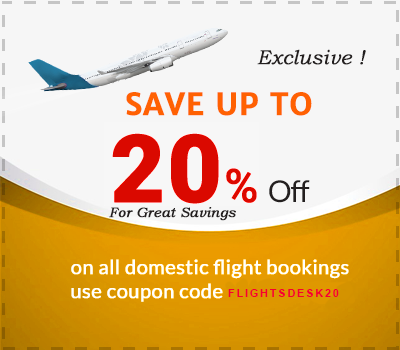 Exclusive !
SAVE UP TO
20% Off
For Great Savings
on all domestic flight bookings
use coupon code FLIGHTSDESK20